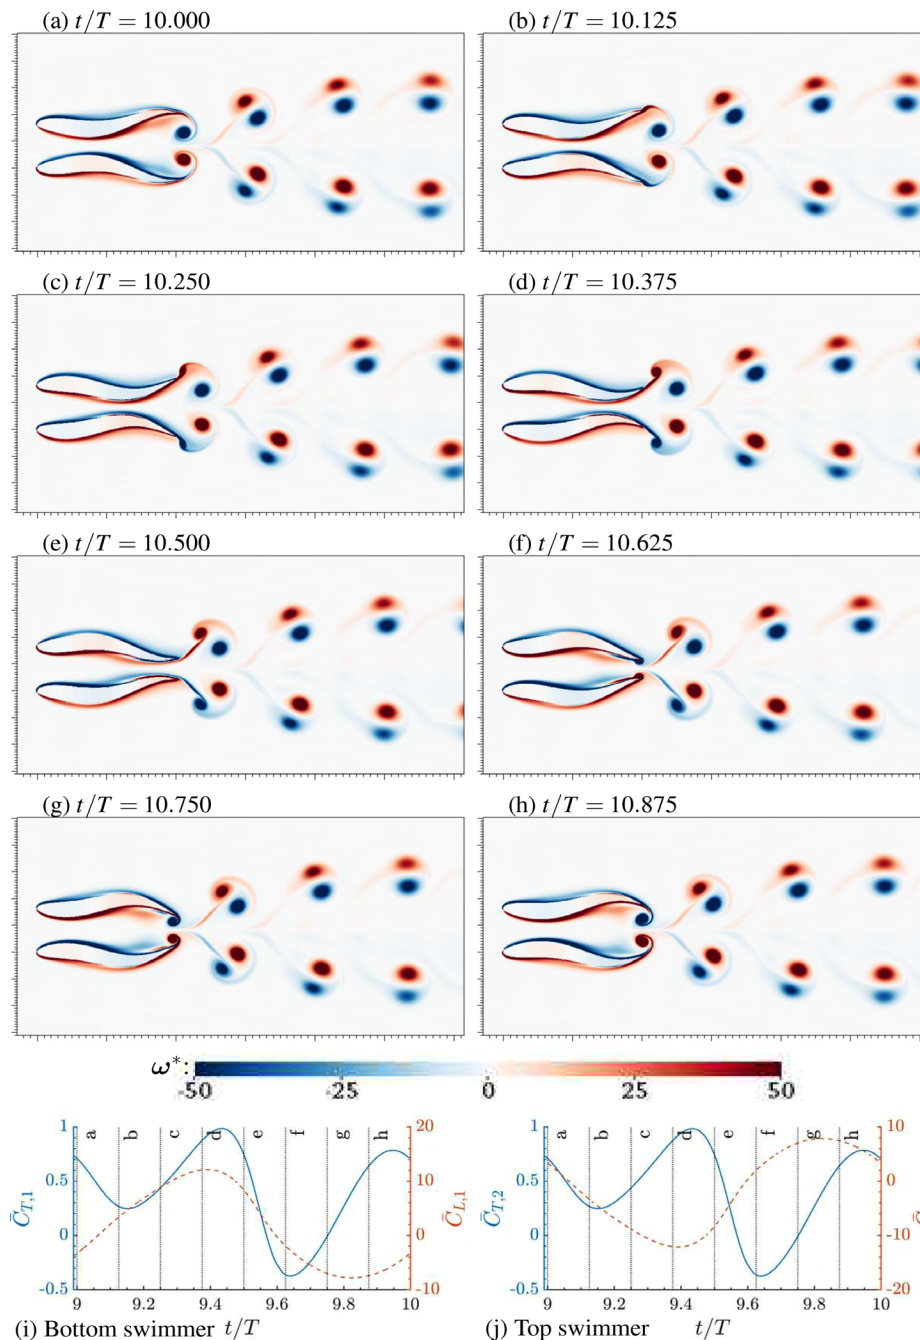 (a) t/T = 10.000
(b) t/T = 10.125
(c) t/T = 10.250
(d) t/T = 10.375
(e) t/T = 10.500
(f) t/T = 10.625
(g) t/T = 10.750
(h) t/T = 10.875
ω*:
-50 -25 0 25 50
1 0.5 0 -0.5
C̄T,1
a b c d e f g h
20 10 0 -10
C̄L,1
9 9.2 9.4 9.6 9.8 10
(i) Bottom swimmer t/T
1 0.5 0 -0.5
C̄T,2
a b c d e f g h
10 0 -10 -20
9 9.2 9.4 9.6 9.8 10
(j) Top swimmer t/T